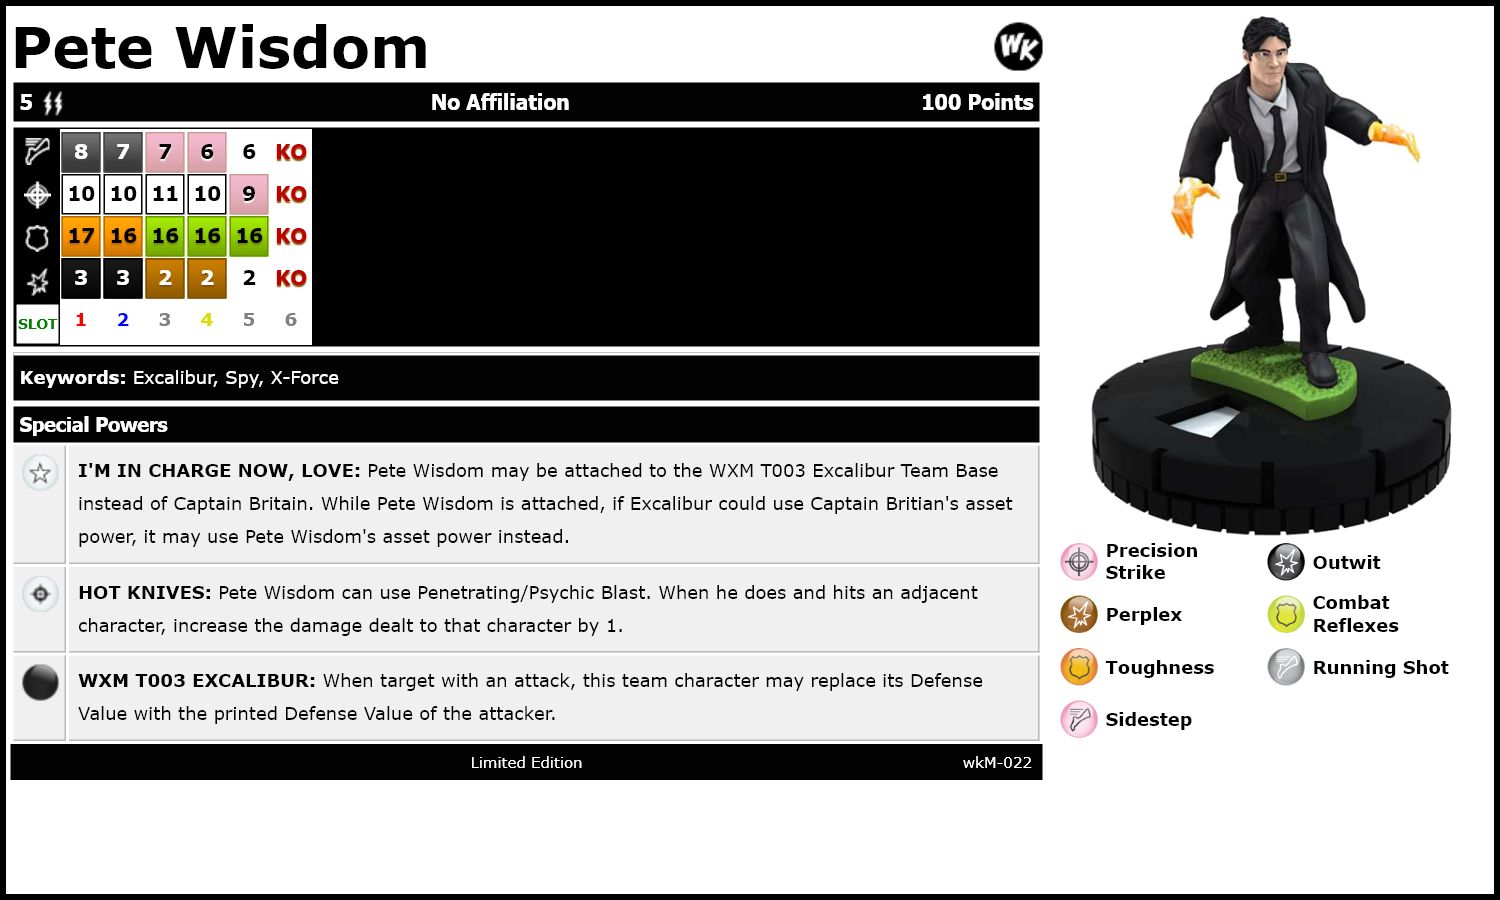 Pete Wisdom
WK
5 No Affiliation 100 Points
8 7 7 6 6 KO
10 10 11 10 9 KO
17 16 16 16 16 KO
3 3 2 2 2 KO
SLOT 1 2 3 4 5 6
Keywords: Excalibur, Spy, X-Force
Special Powers
I'M IN CHARGE NOW, LOVE: Pete Wisdom may be attached to the WXM T003 Excalibur Team Base
instead of Captain Britain. While Pete Wisdom is attached, if Excalibur could use Captain Britian's asset
power, it may use Pete Wisdom's asset power instead.
HOT KNIVES: Pete Wisdom can use Penetrating/Psychic Blast. When he does and hits an adjacent
character, increase the damage dealt to that character by 1.
WXM T003 EXCALIBUR: When target with an attack, this team character may replace its Defense
Value with the printed Defense Value of the attacker.
Limited Edition wkM-022
Precision
Strike
Outwit
Perplex
Combat
Reflexes
Toughness
Running Shot
Sidestep